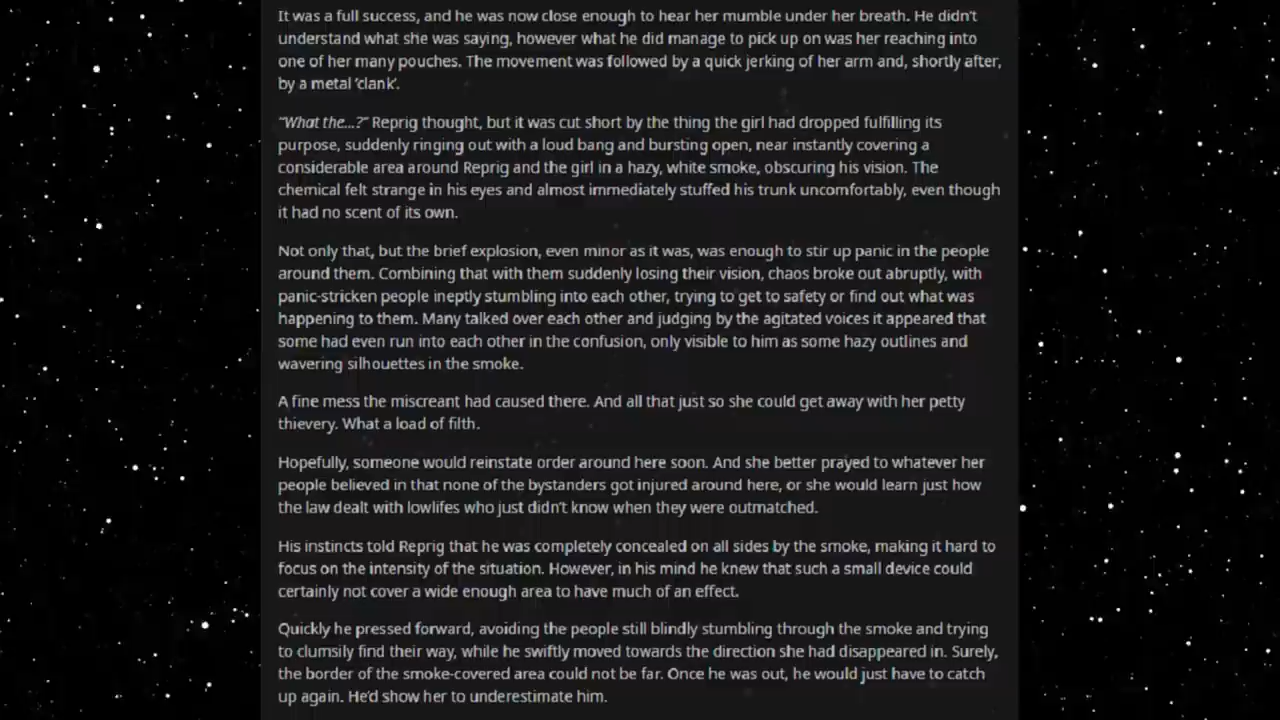 It was a full success, and he was now close enough to hear her mumble under her breath. He didn't
understand what she was saying, however what he did manage to pick up on was her reaching into
one of her many pouches. The movement was followed by a quick jerking of her arm and, shortly after,
by a metal 'clank'.
"What the...?" Reprig thought, but it was cut short by the thing the girl had dropped fulfilling its
purpose, suddenly ringing out with a loud bang and bursting open, near instantly covering a
considerable area around Reprig and the girl in a hazy, white smoke, obscuring his vision. The
chemical felt strange in his eyes and almost immediately stuffed his trunk uncomfortably, even though
it had no scent of its own.
Not only that, but the brief explosion, even minor as it was, was enough to stir up panic in the people
around them. Combining that with them suddenly losing their vision, chaos broke out abruptly, with
panic-stricken people ineptly stumbling into each other, trying to get to safety or find out what was
happening to them. Many talked over each other and judging by the agitated voices it appeared that
some had even run into each other in the confusion, only visible to him as some hazy outlines and
wavering silhouettes in the smoke.
A fine mess the miscreant had caused there. And all that just so she could get away with her petty
thievery. What a load of filth.
Hopefully, someone would reinstate order around here soon. And she better prayed to whatever her
people believed in that none of the bystanders got injured around here, or she would learn just how
the law dealt with lowlifes who just didn't know when they were outmatched.
His instincts told Reprig that he was completely concealed on all sides by the smoke, making it hard to
focus on the intensity of the situation. However, in his mind he knew that such a small device could
certainly not cover a wide enough area to have much of an effect.
Quickly he pressed forward, avoiding the people still blindly stumbling through the smoke and trying
to clumsily find their way, while he swiftly moved towards the direction she had disappeared in. Surely,
the border of the smoke-covered area could not be far. Once he was out, he would just have to catch
up again. He'd show her to underestimate him.